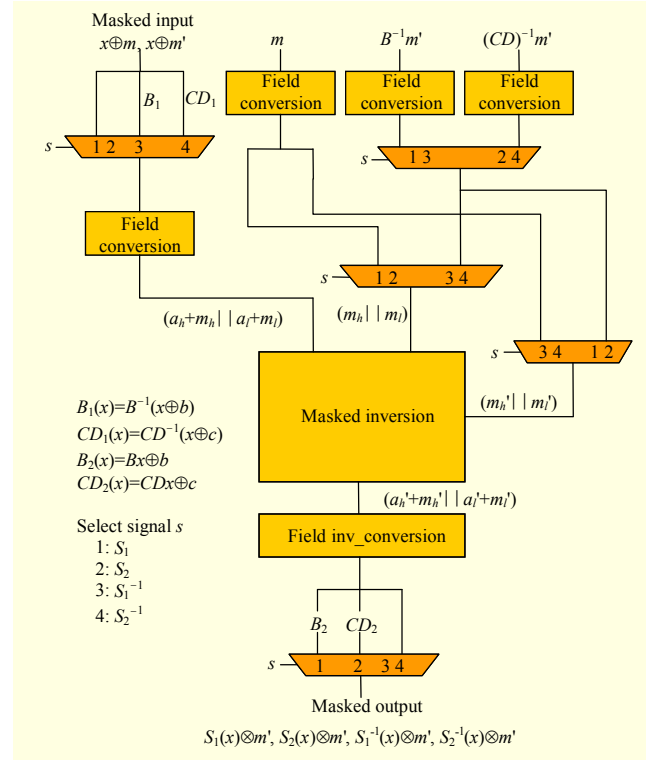 Masked input
x⊕m, x⊕m'
m
B⁻¹m'
(CD)⁻¹m'
Field conversion
Field conversion
Field conversion
B₁
CD₁
s
1 2 3 4
s
1 3 2 4
Field conversion
s
1 2 3 4
(aₕ+mₕ||aₗ+mₗ)
(mₕ||mₗ)
s
3 4 1 2
Masked inversion
(mₕ'||mₗ')
B₁(x)=B⁻¹(x⊕b)
CD₁(x)=CD⁻¹(x⊕c)
B₂(x)=Bx⊕b
CD₂(x)=CDx⊕c
(aₕ'+mₕ'||aₗ'+mₗ')
Select signal s
1: S₁
2: S₂
3: S₁⁻¹
4: S₂⁻¹
Field inv_conversion
B₂
CD₂
s
1 2 3 4
Masked output
S₁(x)⊗m', S₂(x)⊗m', S₁⁻¹(x)⊗m', S₂⁻¹(x)⊗m'